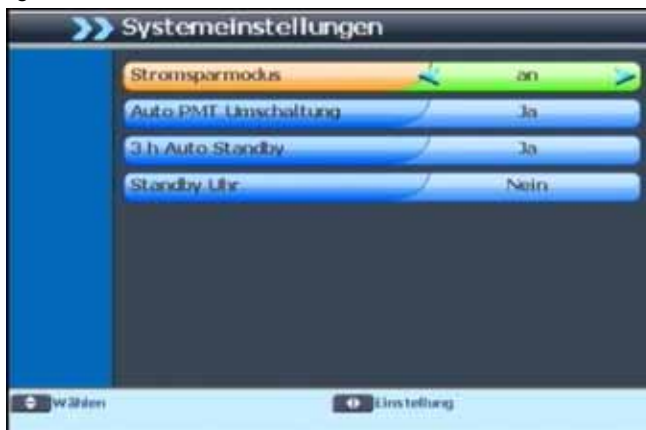 Systemeinstellungen
Stromsparmodus an
Auto PMT Umschaltung Ja
3 h Auto Standby Ja
Standby Uhr Nein
Wählen Einstellung